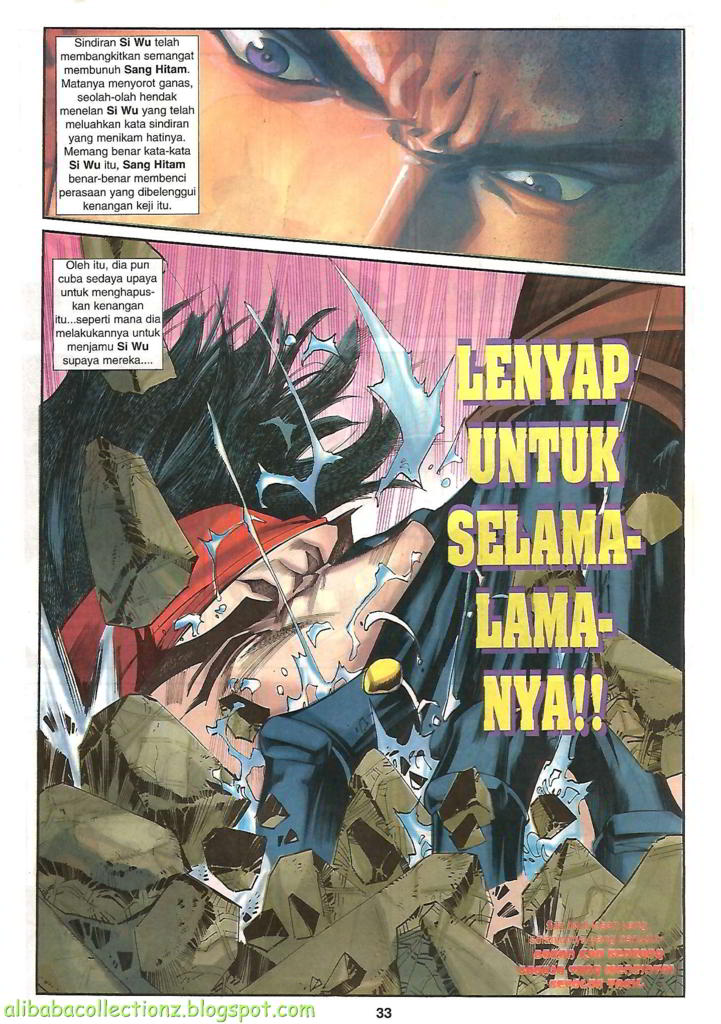 Sindiran Si Wu telah
membangkitkan semangat
membunuh Sang Hitam.
Matanya menyorot ganas,
seolah-olah hendak
menelan Si Wu yang telah
meluahkan kata sindiran
yang menikam hatinya.
Memang benar kata-kata
Si Wu itu, Sang Hitam
benar-benar membenci
perasaan yang dibelenggui
kenangan keji itu.
Oleh itu, dia pun
cuba sedaya upaya
untuk menghapus-
kan kenangan
itu...seperti mana dia
melakukannya untuk
menjamu Si Wu
supaya mereka....
LENYAP
UNTUK
SELAMA-
LAMA-
NYA!!
yang
yang
33
alibabacollectionz.blogspot.com